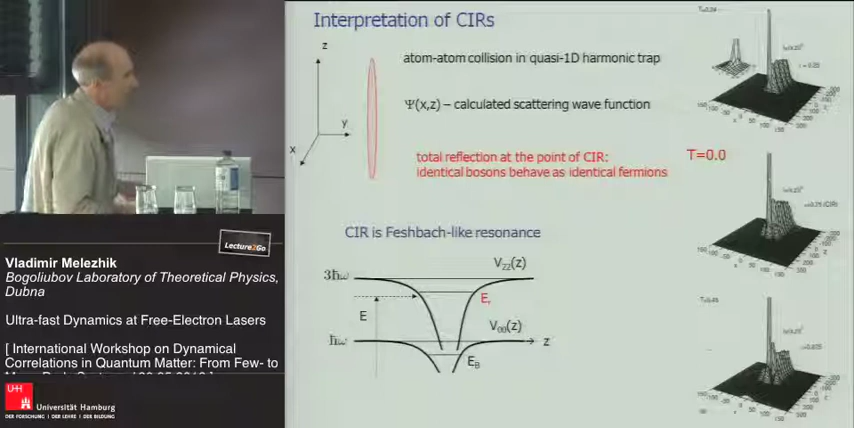 Interpretation of CIRs
z
y
x
atom-atom collision in quasi-1D harmonic trap
Ψ(x,z) – calculated scattering wave function
total reflection at the point of CIR:
identical bosons behave as identical fermions
T=0.0
CIR is Feshbach-like resonance
3ħω
V₂₂(z)
Eᵣ
E
ħω
V₀₀(z)
z
E_B
Lecture2Go
Vladimir Melezhik
Bogoliubov Laboratory of Theoretical Physics,
Dubna
Ultra-fast Dynamics at Free-Electron Lasers
[ International Workshop on Dynamical
Correlations in Quantum Matter: From Few- to
UH
Universität Hamburg
DER FORSCHUNG | DER LEHRE | DER BILDUNG